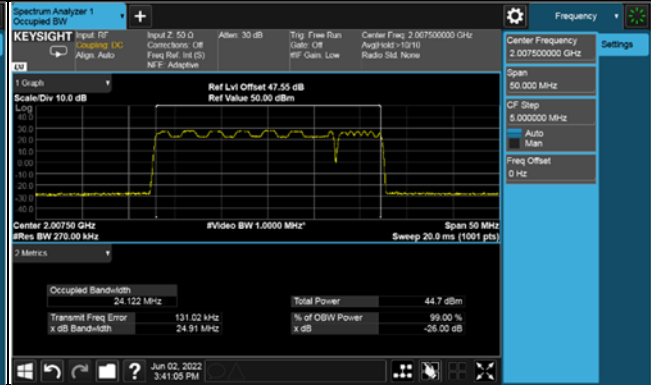 Spectrum Analyzer 1
Occupied BW
Frequency
KEYSIGHT
Input: RF
Coupling: DC
Align: Auto
Input Z: 50 Ω
Corrections: Off
Freq Ref: Int (S)
NFE: Adaptive
Atten: 30 dB
Trig: Free Run
Gate: Off
#IF Gain: Low
Center Freq: 2.007500000 GHz
Avg|Hold:>10/10
Radio Std: None
Center Frequency
2.007500000 GHz
Settings
Span
50.000 MHz
CF Step
5.000000 MHz
Auto
Man
Freq Offset
0 Hz
1 Graph
Scale/Div 10.0 dB
Ref Lvl Offset 47.55 dB
Ref Value 50.00 dBm
Log
40.0
30.0
20.0
10.0
0.00
-10.0
-20.0
-30.0
-40.0
Center 2.00750 GHz
#Res BW 270.00 kHz
#Video BW 1.0000 MHz*
Span 50 MHz
Sweep 20.0 ms (1001 pts)
2 Metrics
Occupied Bandwidth
24.122 MHz
Total Power 44.7 dBm
Transmit Freq Error 131.02 kHz
% of OBW Power 99.00 %
x dB Bandwidth 24.91 MHz
x dB -26.00 dB
?
Jun 02, 2022
3:41:05 PM